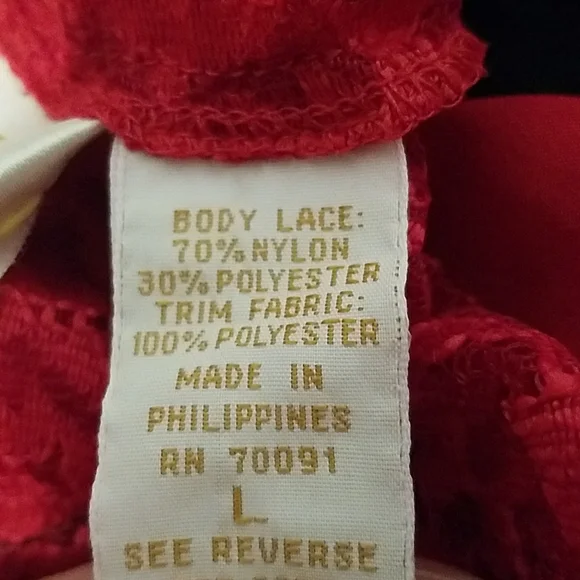 BODY LACE:
70% NYLON
30% POLYESTER
TRIM FABRIC:
100% POLYESTER
MADE IN
PHILIPPINES
RN 70091
L
SEE REVERSE